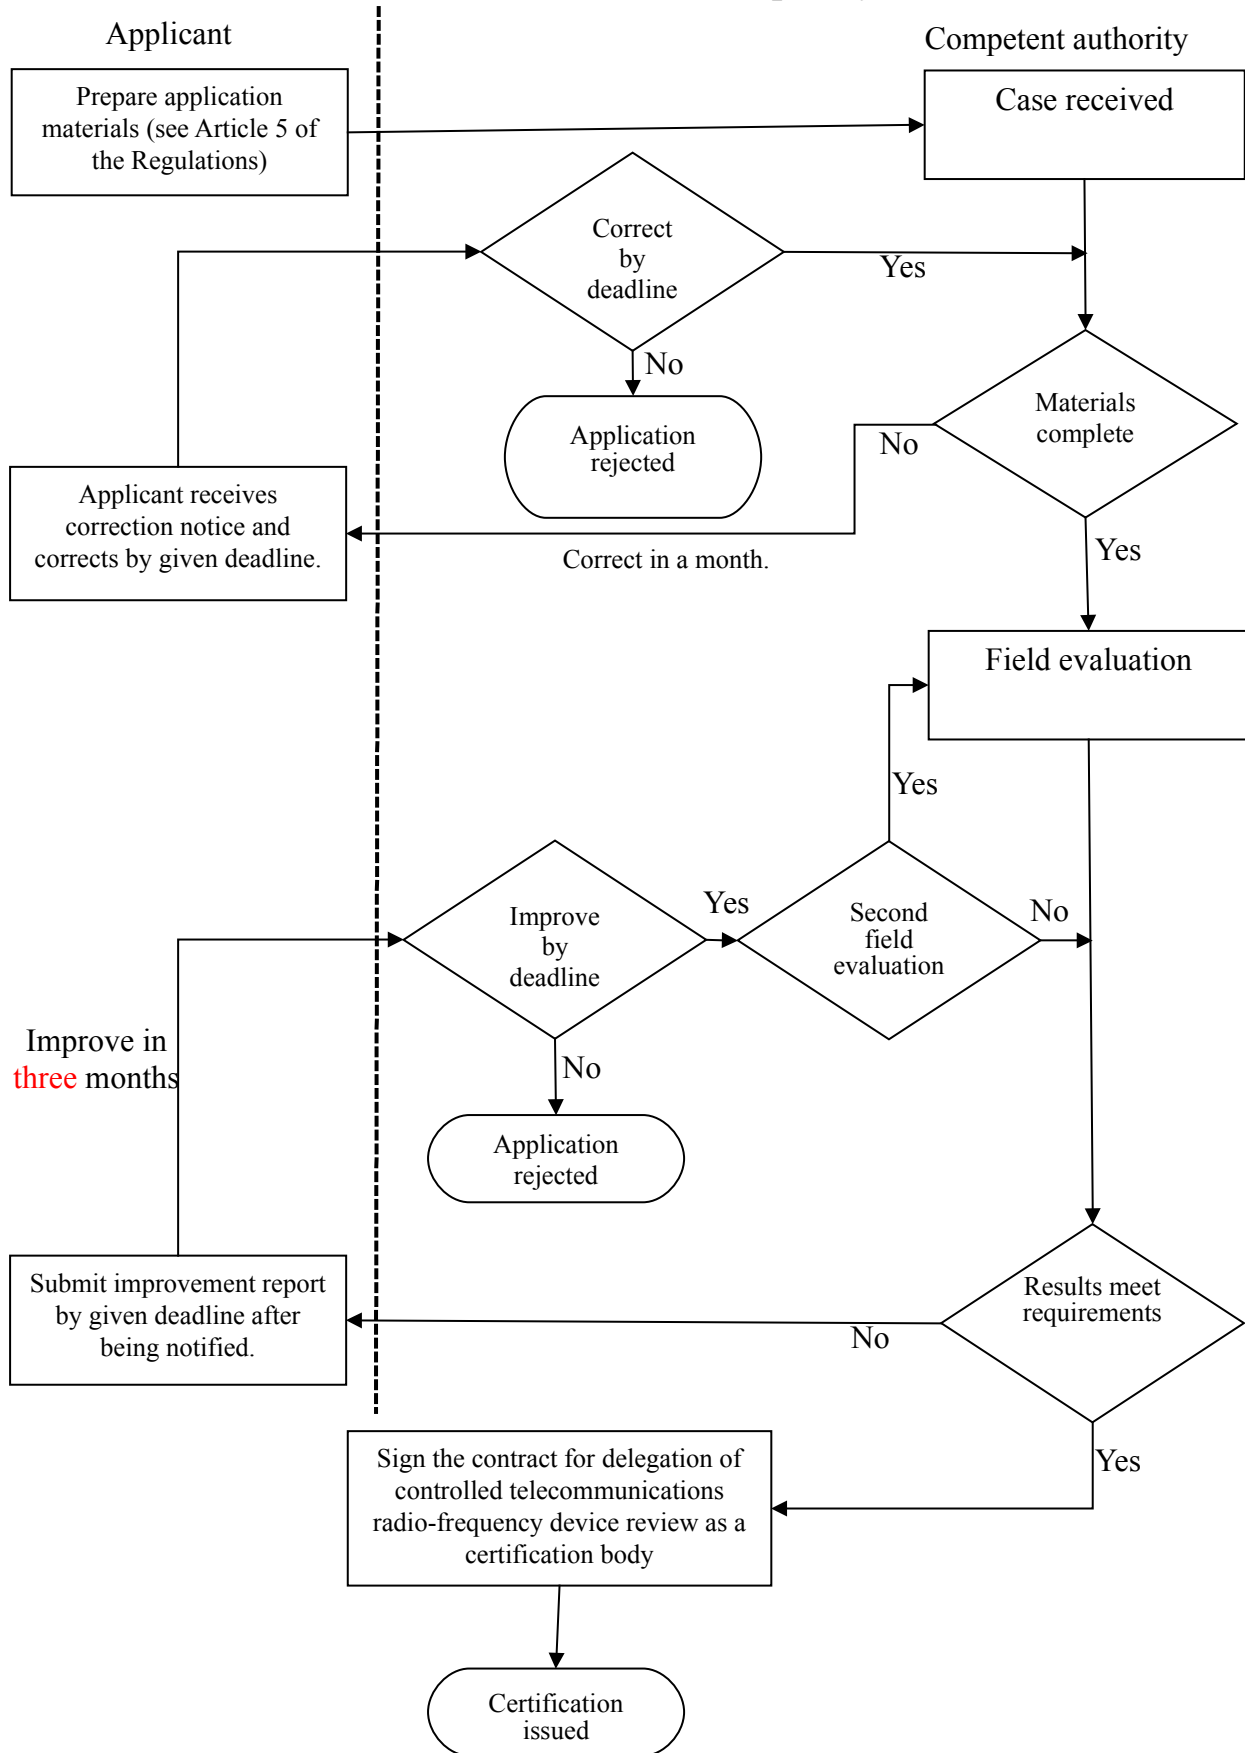 Applicant
Competent authority
Prepare application
materials (see Article 5 of
the Regulations)
Case received
Correct
by
deadline
Yes
No
Application
rejected
Materials
complete
No
Applicant receives
correction notice and
corrects by given deadline.
Correct in a month.
Yes
Field evaluation
Yes
Improve
by
deadline
Yes
Second
field
evaluation
No
Improve in
three months
No
Application
rejected
Submit improvement report
by given deadline after
being notified.
Results meet
requirements
No
Yes
Sign the contract for delegation of
controlled telecommunications
radio-frequency device review as a
certification body
Certification
issued